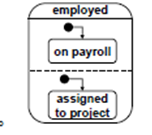 employed
on payroll
assigned
to project